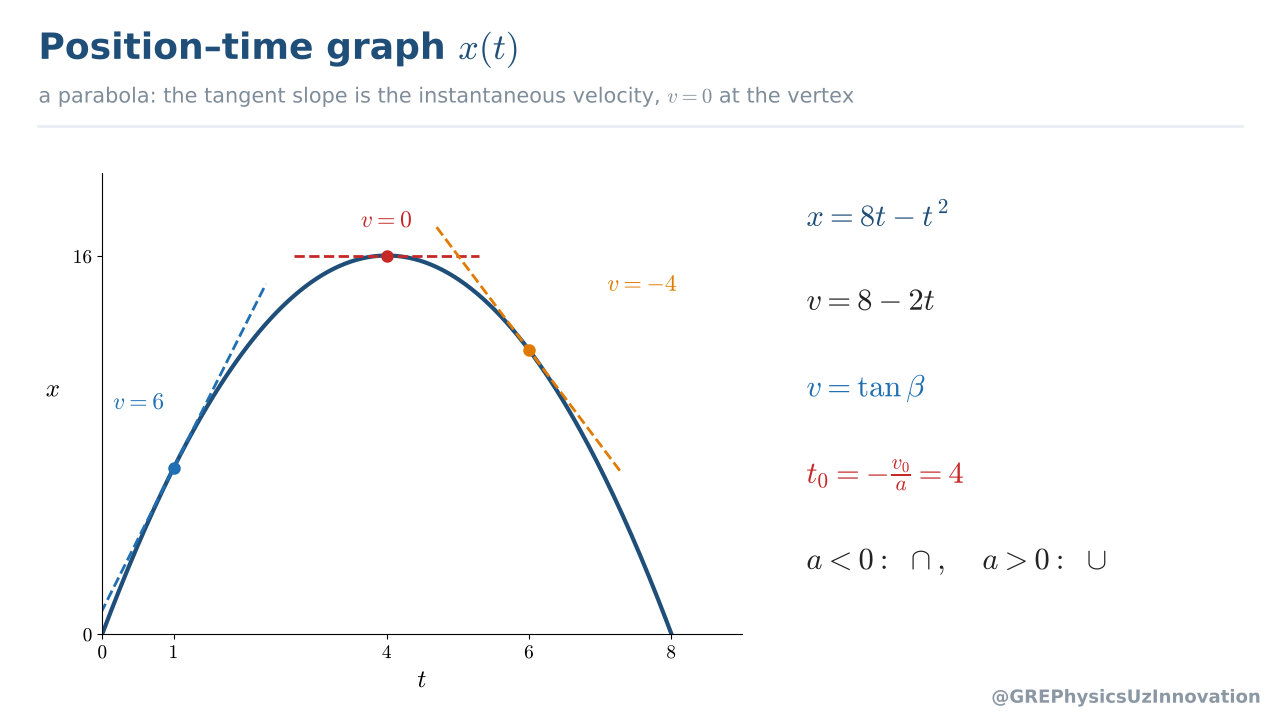 Position–time graph x(t)
a parabola: the tangent slope is the instantaneous velocity, v = 0 at the vertex
v = 0
16
v = −4
x
v = 6
0
0 1 4 6 8
t
x = 8t − t²
v = 8 − 2t
v = tan β
t₀ = −v₀/a = 4
a < 0 : ∩ , a > 0 : ∪
@GREPhysicsUzInnovation